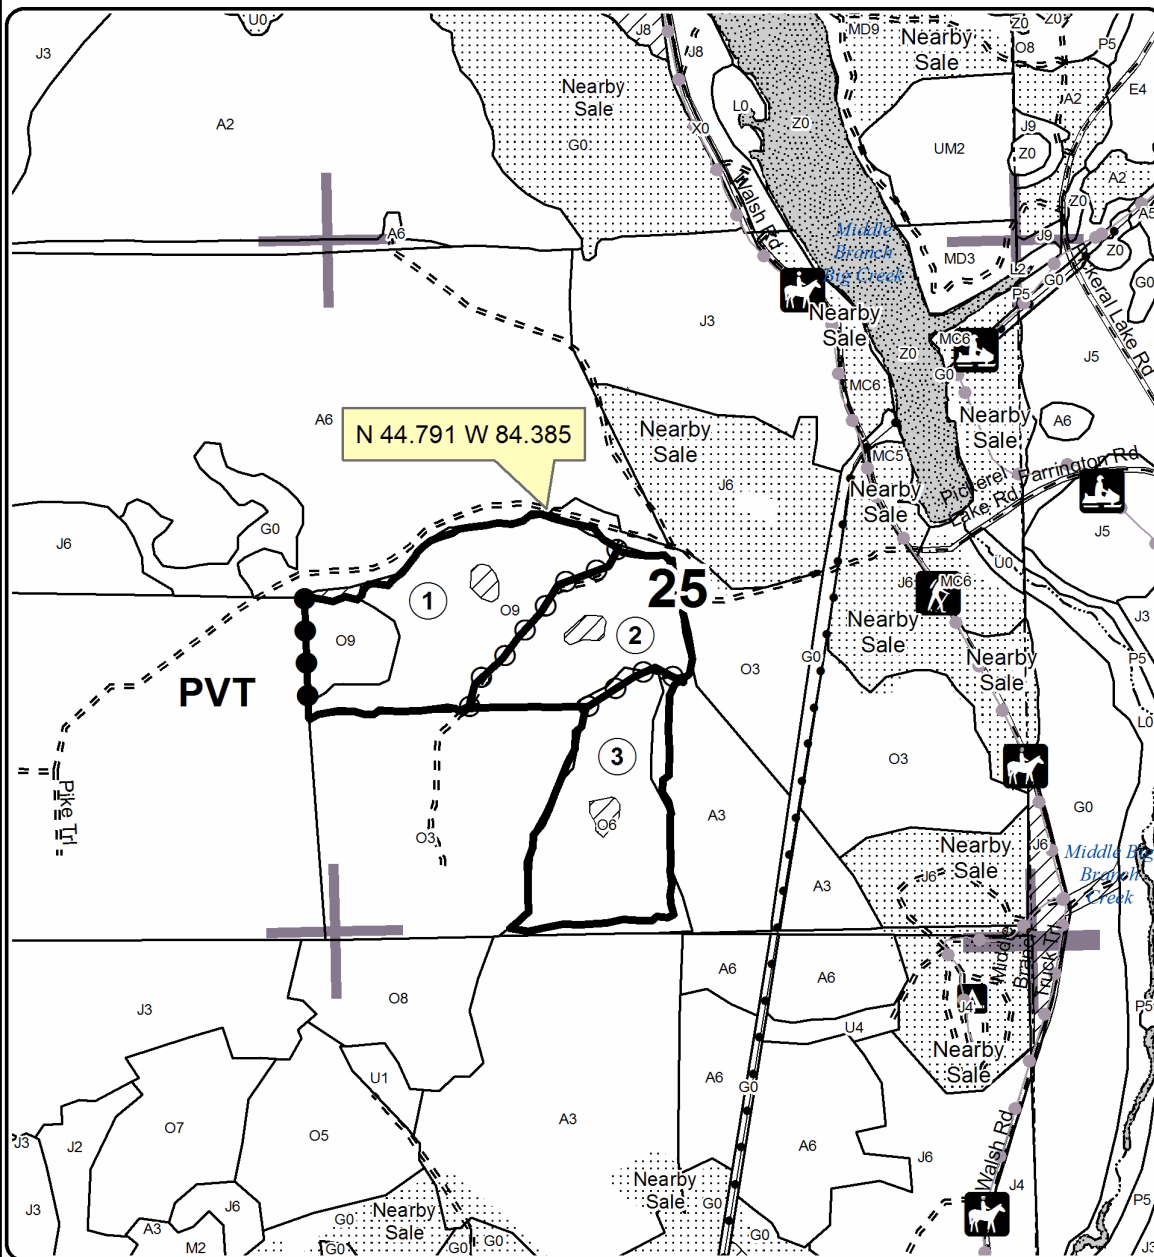 U0
J3
A2
Nearby
Sale
G0
J8
J8
X0
L0
Z0
MD9
Nearby
Sale
Z0
Z0
O8
P5
E4
A2
J9
Z0
UM2
A2
Z0
A5
J9
Z0
Walsh Rd
Middle
Branch
Big Creek
MD3
L2
G0
P5
G0
Pickeral Lake Rd
A6
J3
Nearby
Sale
Z0
MC6
G0
J5
MC6
A6
N 44.791 W 84.385
Nearby
Sale
Nearby
Sale
A6
MC5
J6
Nearby
Sale
Pickerel
Lake Rd
Farrington Rd
J6
G0
J5
U0
J6
MC6
25
1
O9
2
O9
Nearby
Sale
J3
PVT
O3
G0
Nearby
Sale
P5
L0
3
O3
Pike Trl
O6
O3
A3
G0
Nearby
Sale
J6
Middle Big
Branch
Creek
J6
A3
A6
A6
Middle
Branch
Truck Trl
J3
O8
J4
P5
U4
Nearby
Sale
U1
A6
G0
O7
J3
J2
O5
A3
A6
J6
Walsh Rd
J4
Nearby
Sale
J3
J6
G0
P5
A3
M2
G0
Nearby
Sale
G0
G0
G0
G0
J3